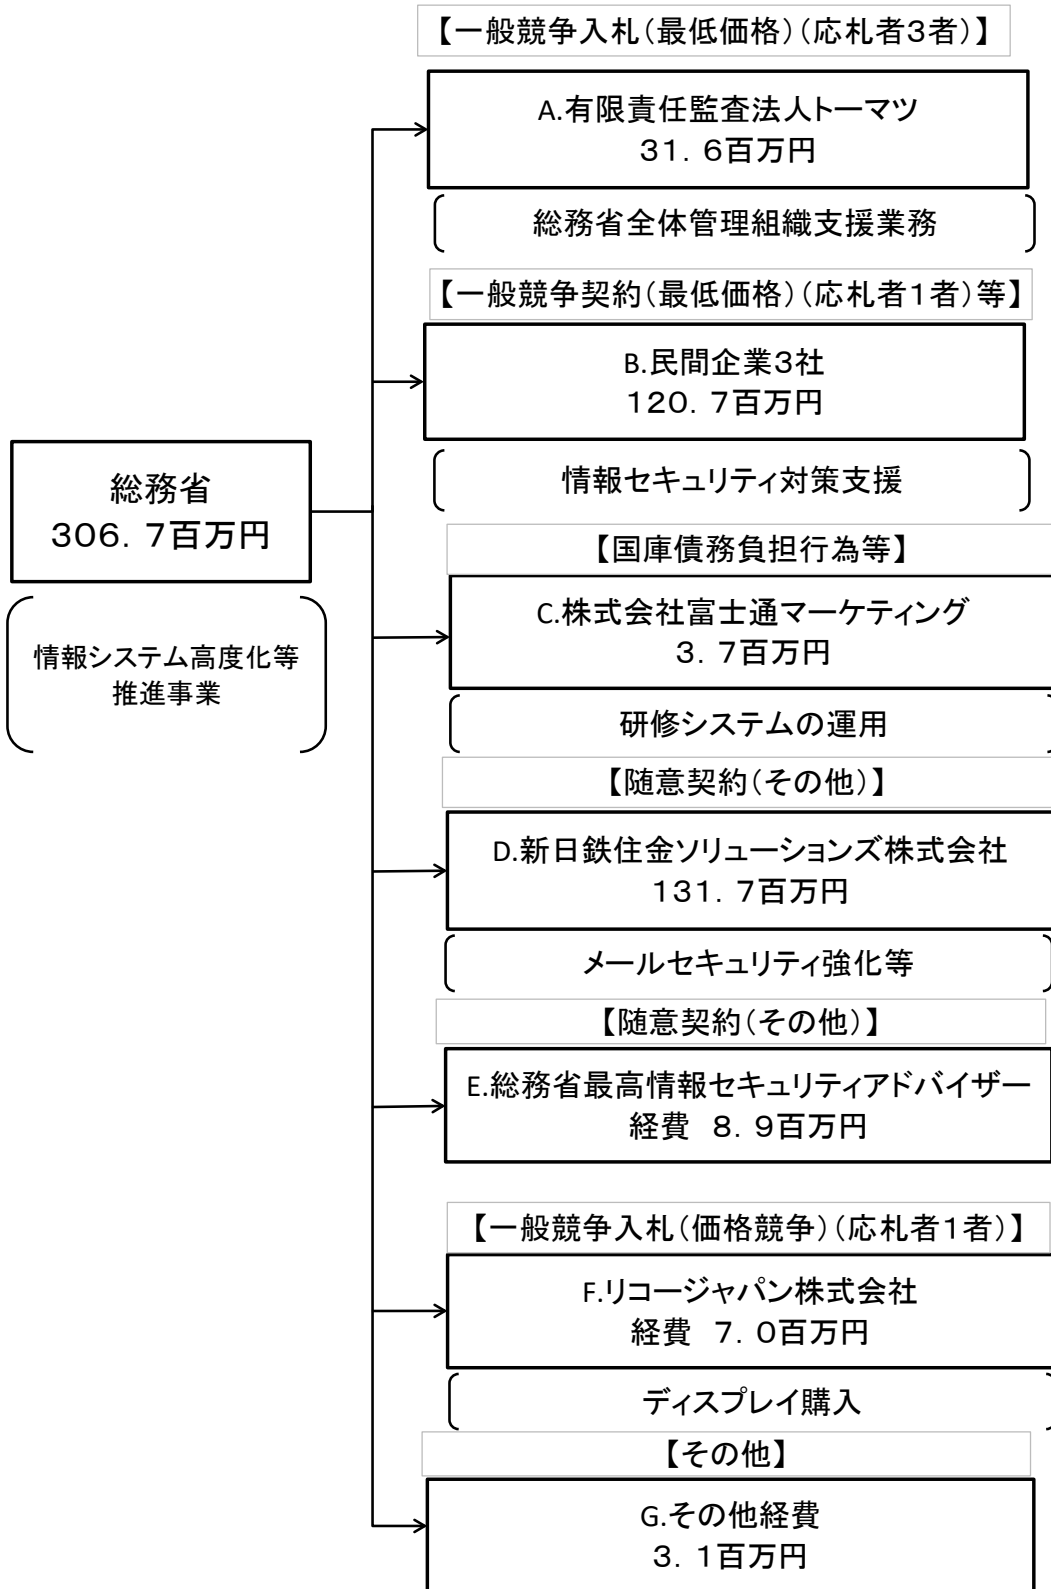 【一般競争入札（最低価格）（応札者３者）】
A.有限責任監査法人トーマツ
３１．６百万円
総務省全体管理組織支援業務
【一般競争契約（最低価格）（応札者１者）等】
B.民間企業３社
１２０．７百万円
情報セキュリティ対策支援
総務省
３０６．７百万円
情報システム高度化等
推進事業
【国庫債務負担行為等】
C.株式会社富士通マーケティング
３．７百万円
研修システムの運用
【随意契約（その他）】
D.新日鉄住金ソリューションズ株式会社
１３１．７百万円
メールセキュリティ強化等
【随意契約（その他）】
E.総務省最高情報セキュリティアドバイザー
経費　８．９百万円
【一般競争入札（価格競争）（応札者１者）】
F.リコージャパン株式会社
経費　７．０百万円
ディスプレイ購入
【その他】
G.その他経費
３．１百万円